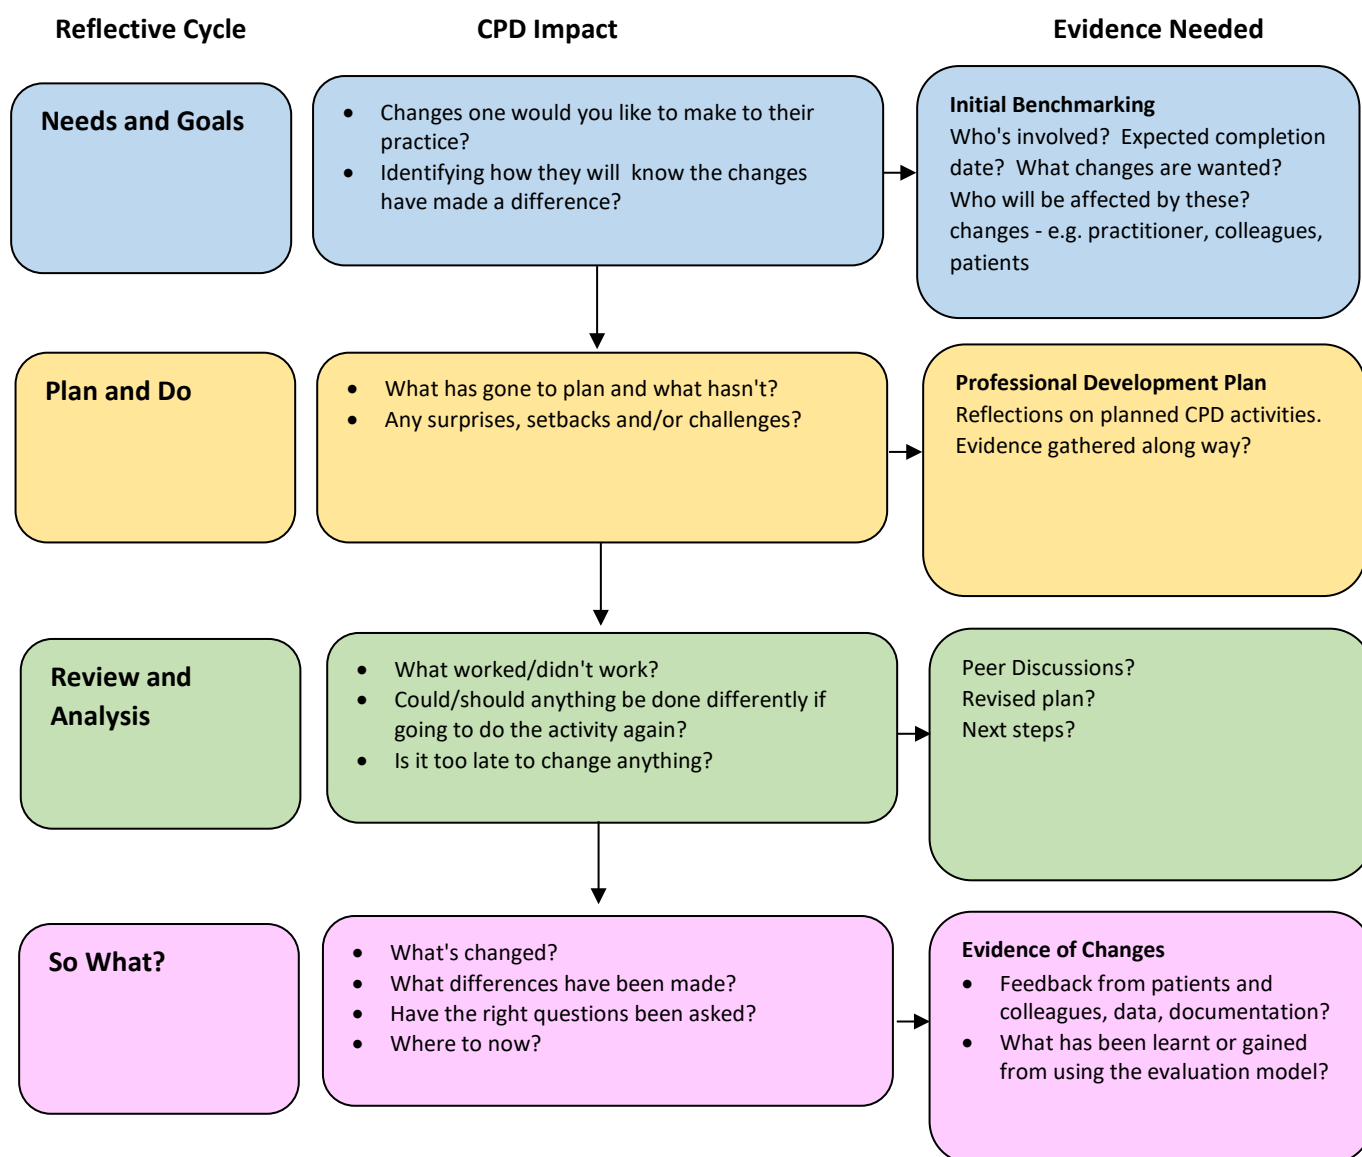 Reflective Cycle
CPD Impact
Evidence Needed
Needs and Goals
• Changes one would you like to make to their
practice?
• Identifying how they will  know the changes
have made a difference?
Initial Benchmarking
Who's involved?  Expected completion
date?  What changes are wanted?
Who will be affected by these?
changes - e.g. practitioner, colleagues,
patients
Plan and Do
• What has gone to plan and what hasn't?
• Any surprises, setbacks and/or challenges?
Professional Development Plan
Reflections on planned CPD activities.
Evidence gathered along way?
Review and
Analysis
• What worked/didn't work?
• Could/should anything be done differently if
going to do the activity again?
• Is it too late to change anything?
Peer Discussions?
Revised plan?
Next steps?
So What?
• What's changed?
• What differences have been made?
• Have the right questions been asked?
• Where to now?
Evidence of Changes
• Feedback from patients and
colleagues, data, documentation?
• What has been learnt or gained
from using the evaluation model?